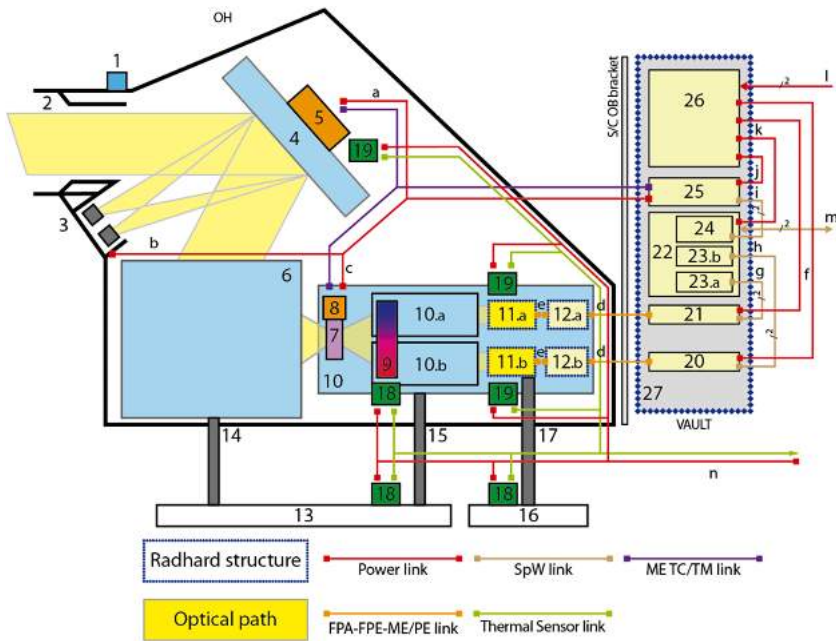 OH
1
2
a
5
4
19
3
b
c
6
19
8
7
9
10
10.a
10.b
11.a
11.b
e
e
12.a
12.b
d
d
18
19
14
15
17
18
18
13
16
n
S/C OB bracket
26
25
24
22
23.b
23.a
21
20
27
VAULT
2
l
k
j
i
2
2
m
h
g
2
f
2
Radhard structure
Power link
SpW link
ME TC/TM link
Optical path
FPA-FPE-ME/PE link
Thermal Sensor link